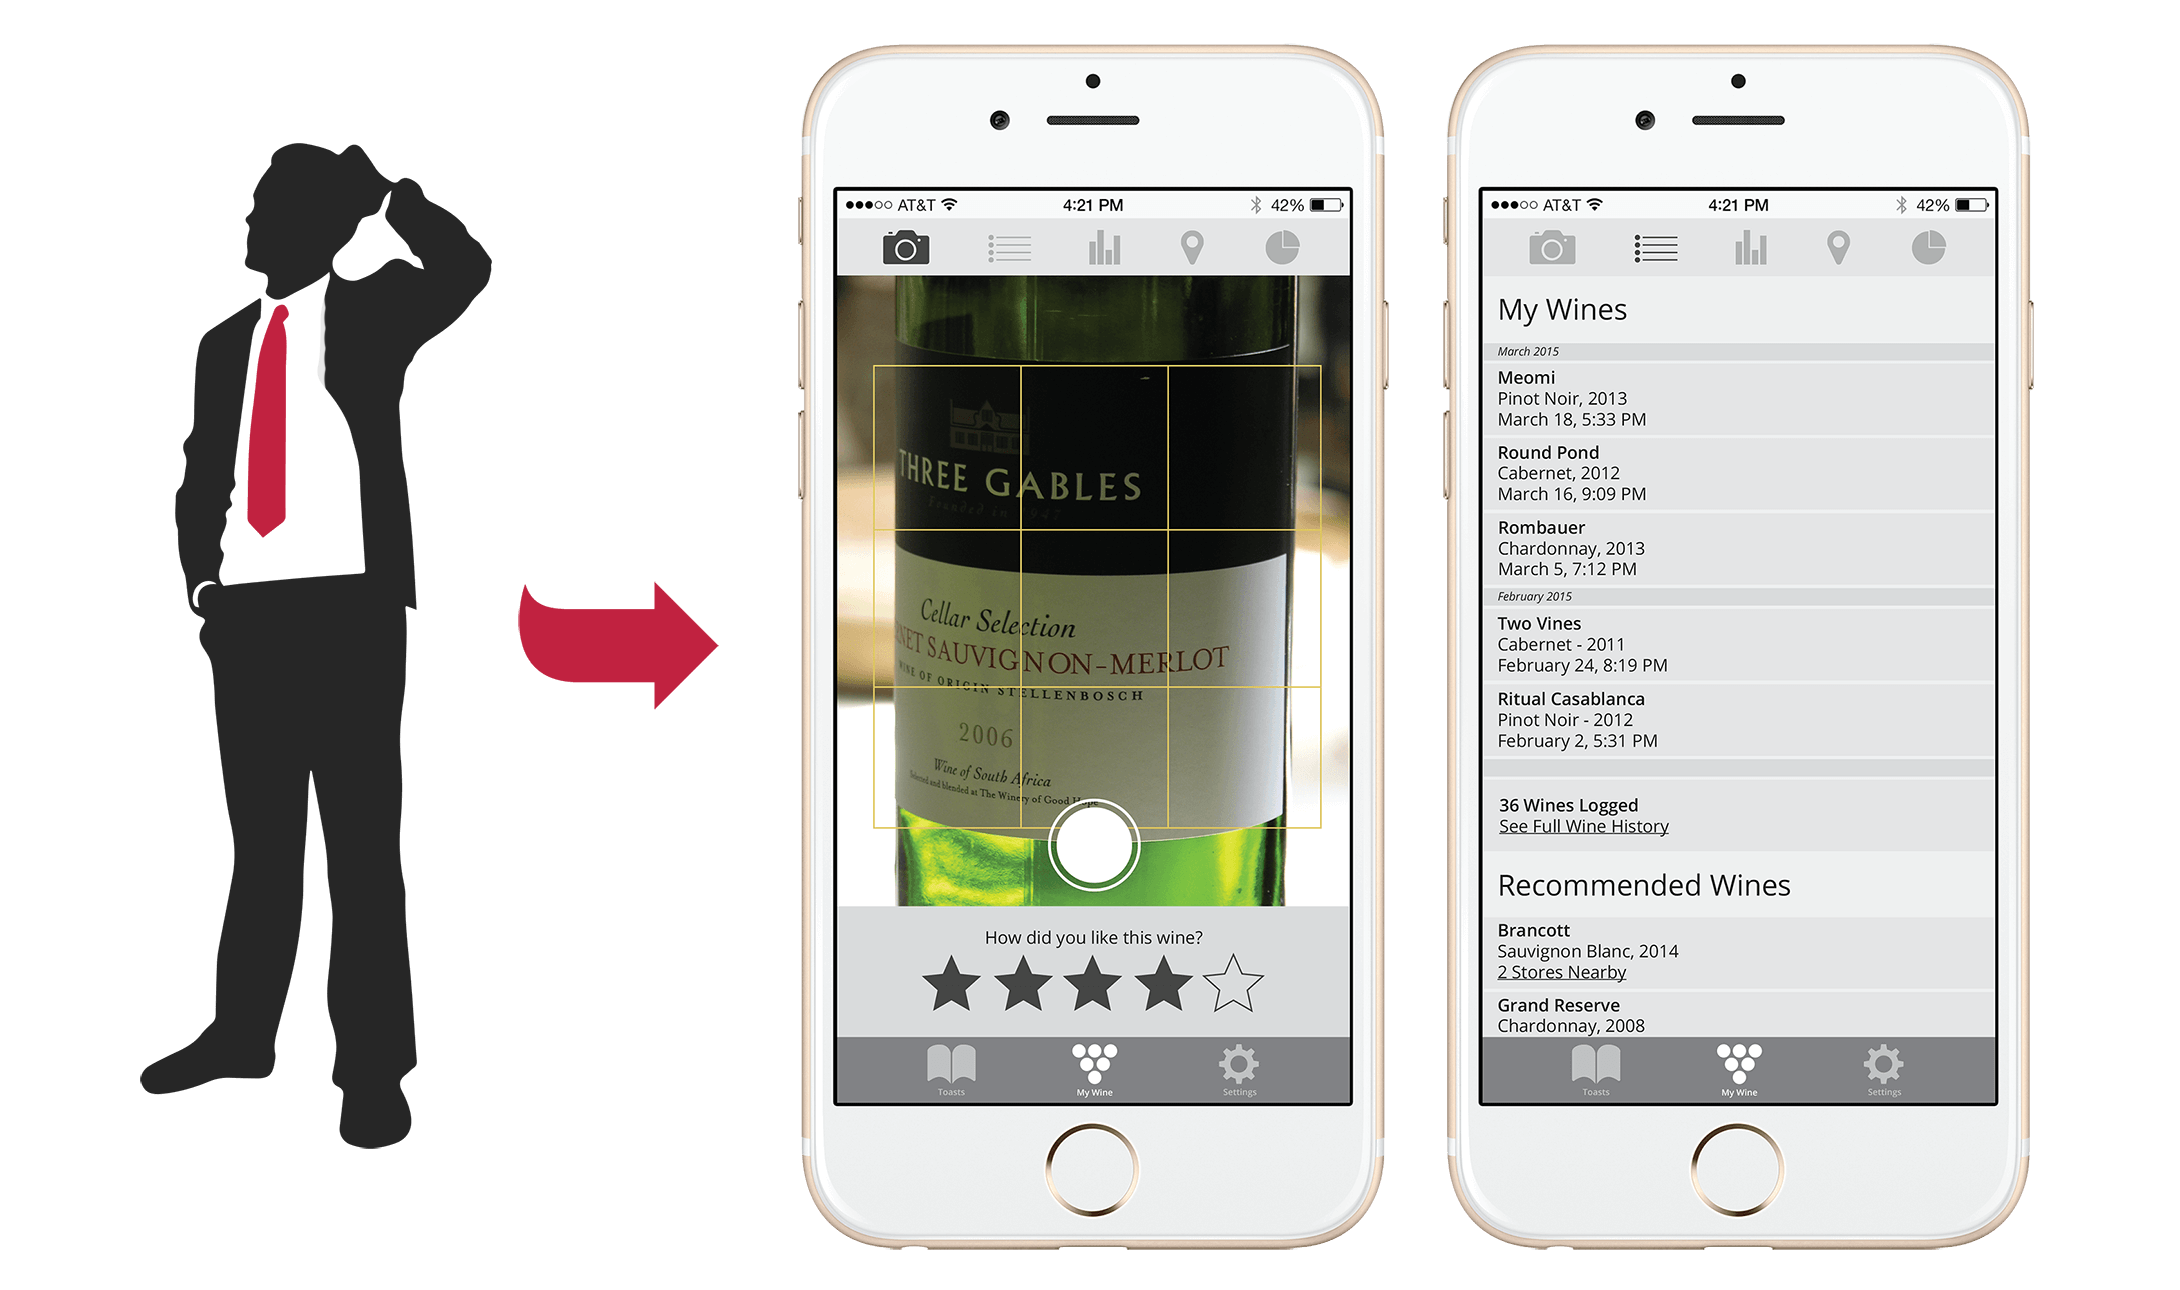 AT&T 4:21 PM 42%
THREE GABLES
Founded in 1947
Cellar Selection
NET SAUVIGNON-MERLOT
WINE OF ORIGIN STELLENBOSCH
2006
Wine of South Africa
Selected and blended at The Winery of Good Hope
How did you like this wine?
Toasts My Wine Settings
AT&T 4:21 PM 42%
My Wines
March 2015
Meomi
Pinot Noir, 2013
March 18, 5:33 PM
Round Pond
Cabernet, 2012
March 16, 9:09 PM
Rombauer
Chardonnay, 2013
March 5, 7:12 PM
February 2015
Two Vines
Cabernet - 2011
February 24, 8:19 PM
Ritual Casablanca
Pinot Noir - 2012
February 2, 5:31 PM
36 Wines Logged
See Full Wine History
Recommended Wines
Brancott
Sauvignon Blanc, 2014
2 Stores Nearby
Grand Reserve
Chardonnay, 2008
Toasts My Wine Settings